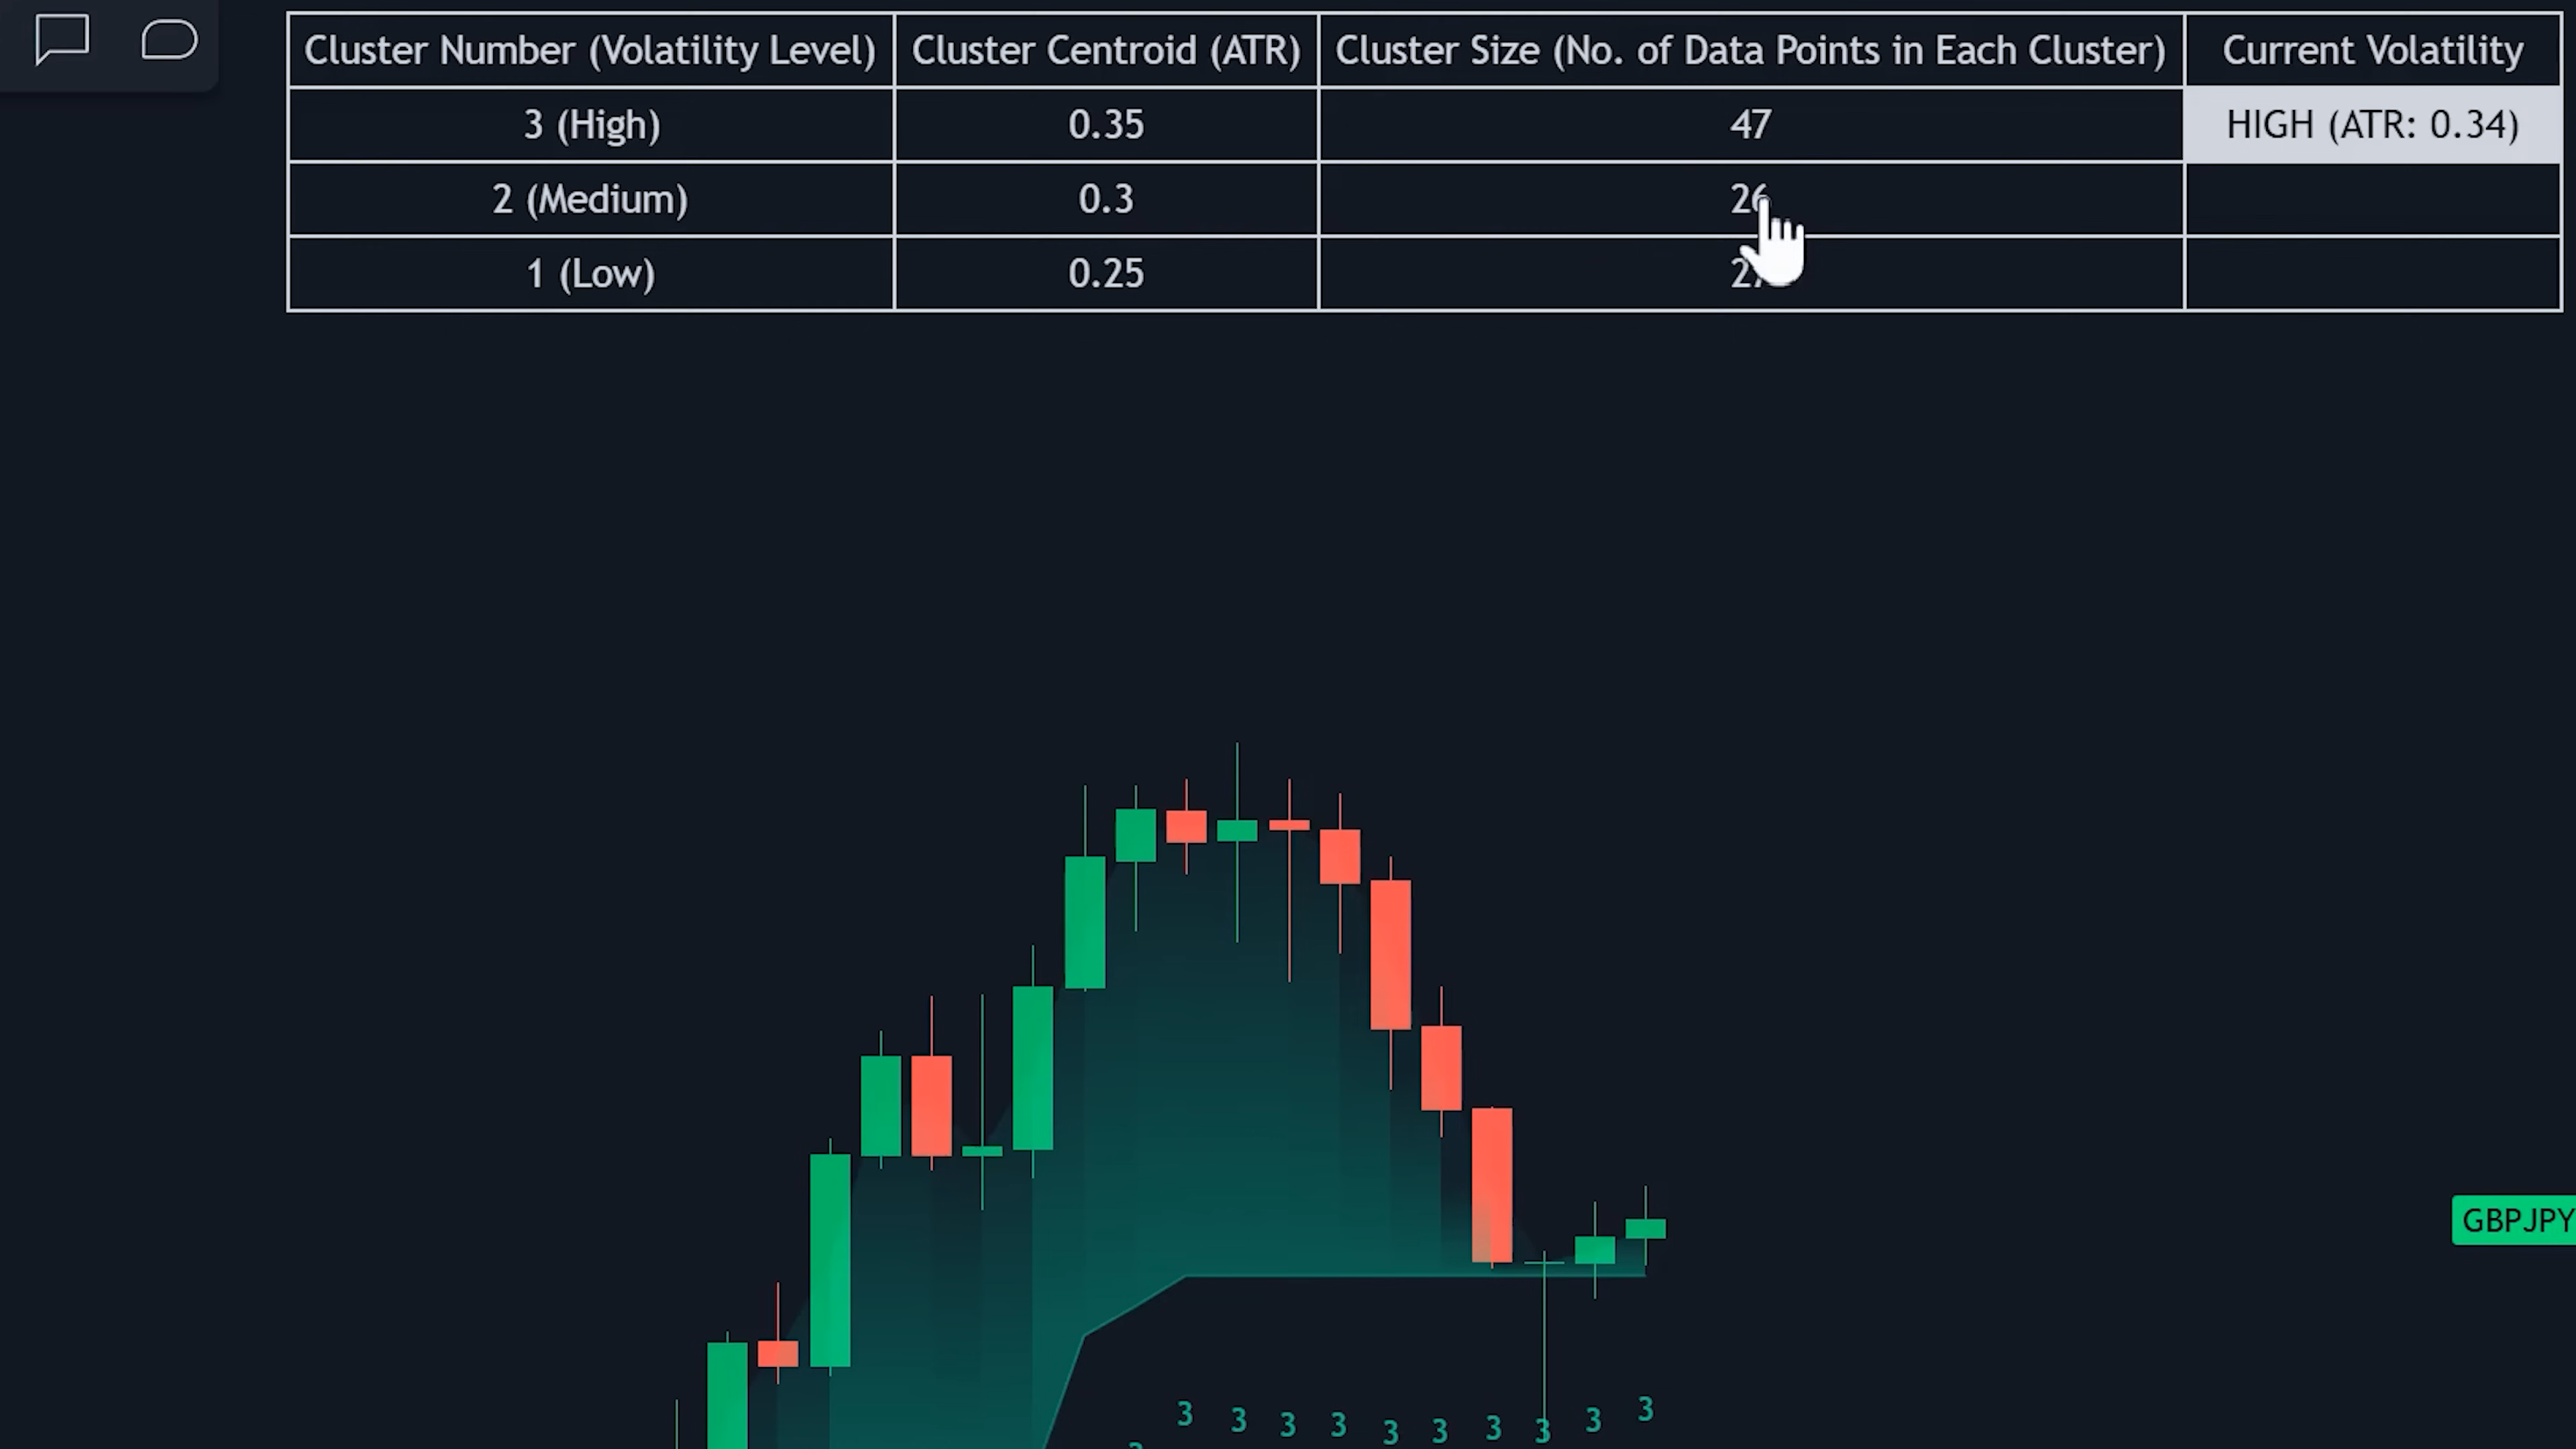 Cluster Number (Volatility Level) Cluster Centroid (ATR) Cluster Size (No. of Data Points in Each Cluster) Current Volatility
3 (High) 0.35 47 HIGH (ATR: 0.34)
2 (Medium) 0.3 26
1 (Low) 0.25
GBPJPY
3 3 3 3 3 3 3 3 3 3